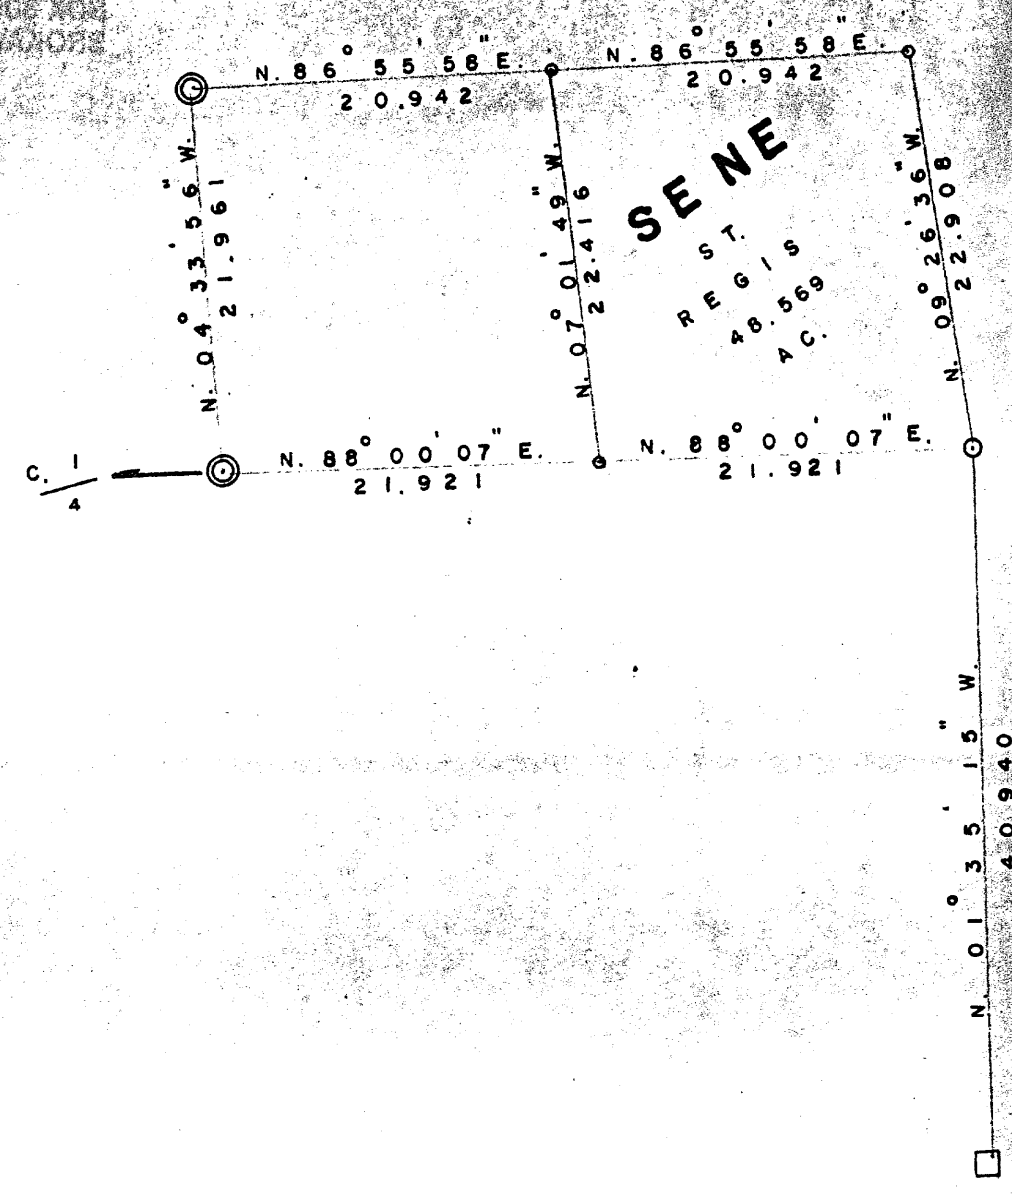 N. 86° 55' 58" E.
20.942
N. 86° 55' 58" E.
20.942
N. 04° 33' 56" W.
21.961
N. 07° 01' 49" W.
22.416
SE NE
ST.
REGIS
48.569
AC.
N. 09° 26' 36" W.
22.908
C. 1/4
N. 88° 00' 07" E.
21.921
N. 88° 00' 07" E.
21.921
N. 01° 35' 15" W.
40.940